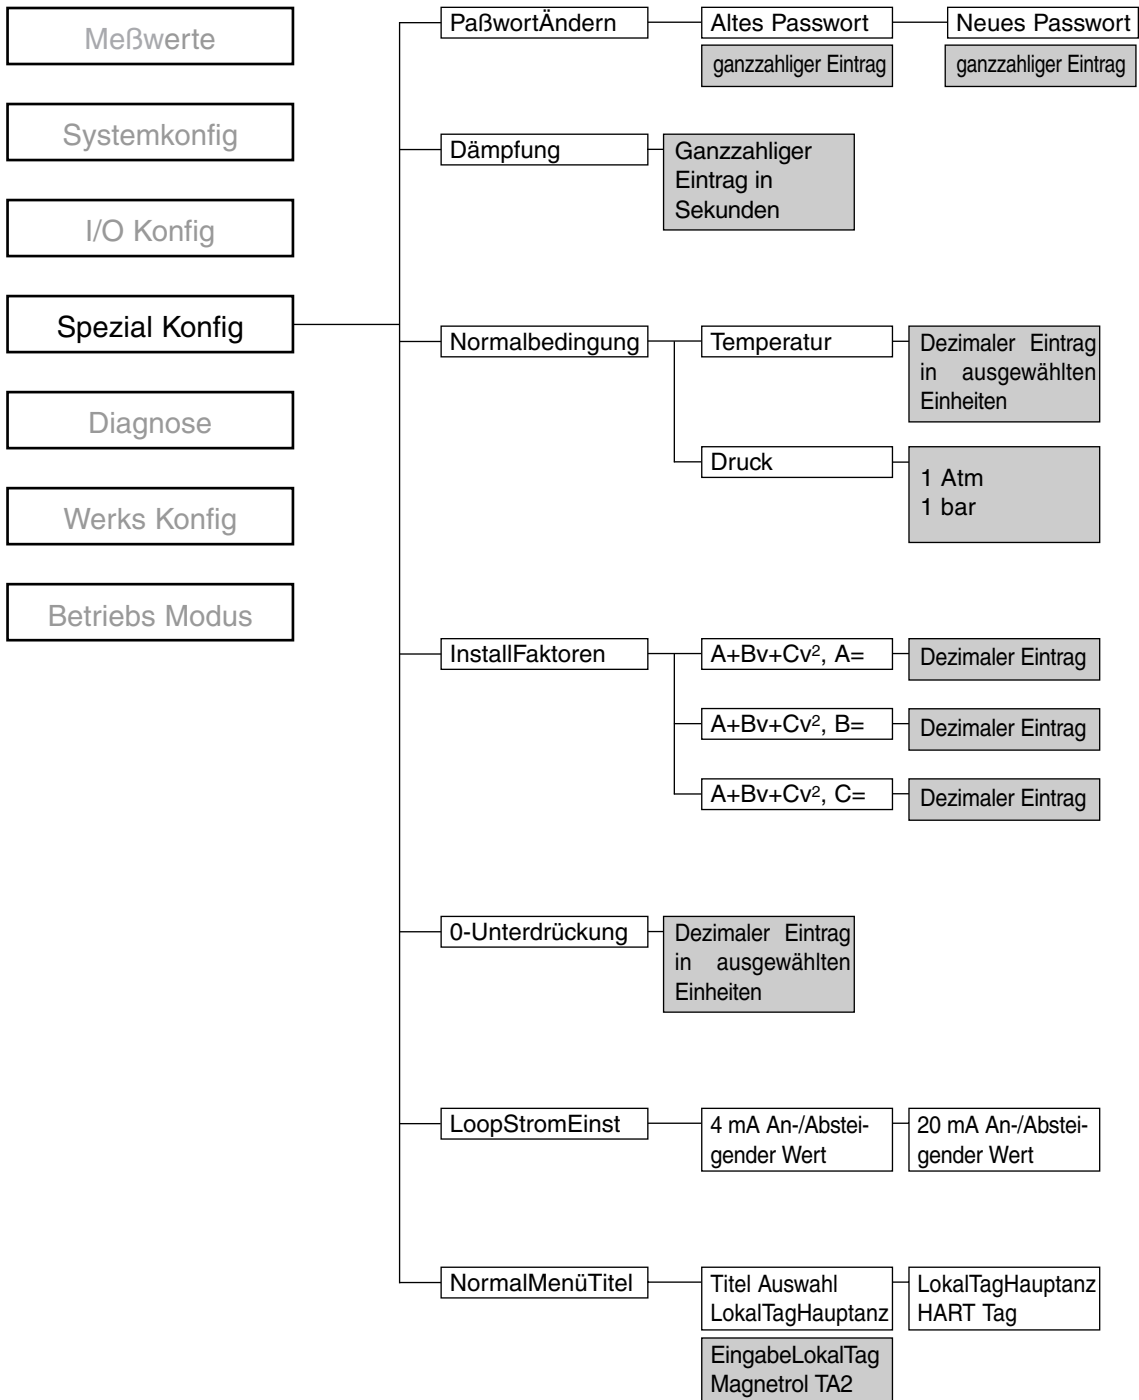 Meßwerte
Systemkonfig
I/O Konfig
Spezial Konfig
Diagnose
Werks Konfig
Betriebs Modus
PaßwortÄndern
Altes Passwort
ganzzahliger Eintrag
Neues Passwort
ganzzahliger Eintrag
Dämpfung
Ganzzahliger
Eintrag in
Sekunden
Normalbedingung
Temperatur
Dezimaler Eintrag
in ausgewählten
Einheiten
Druck
1 Atm
1 bar
InstallFaktoren
A+Bv+Cv², A=
Dezimaler Eintrag
A+Bv+Cv², B=
Dezimaler Eintrag
A+Bv+Cv², C=
Dezimaler Eintrag
0-Unterdrückung
Dezimaler Eintrag
in ausgewählten
Einheiten
LoopStromEinst
4 mA An-/Abstei-
gender Wert
20 mA An-/Abstei-
gender Wert
NormalMenüTitel
Titel Auswahl
LokalTagHauptanz
LokalTagHauptanz
HART Tag
EingabeLokalTag
Magnetrol TA2